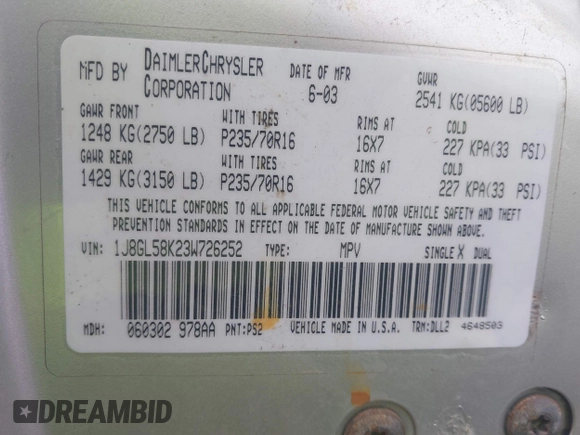 MFD BY DAIMLERCHRYSLER CORPORATION DATE OF MFR 6-03 GVWR 2541 KG(05600 LB)
GAWR FRONT WITH TIRES RIMS AT COLD
1248 KG(2750 LB) P235/70R16 16X7 227 KPA(33 PSI)
GAWR REAR WITH TIRES RIMS AT COLD
1429 KG(3150 LB) P235/70R16 16X7 227 KPA(33 PSI)
THIS VEHICLE CONFORMS TO ALL APPLICABLE FEDERAL MOTOR VEHICLE SAFETY AND THEFT
PREVENTION STANDARDS IN EFFECT ON THE DATE OF MANUFACTURE SHOWN ABOVE.
VIN: 1J8GL58K23W726252 TYPE: MPV SINGLE X DUAL
MDH: 060302 978AA PNT:PS2 VEHICLE MADE IN U.S.A. TRM:DLL2 4648503
DREAMBID